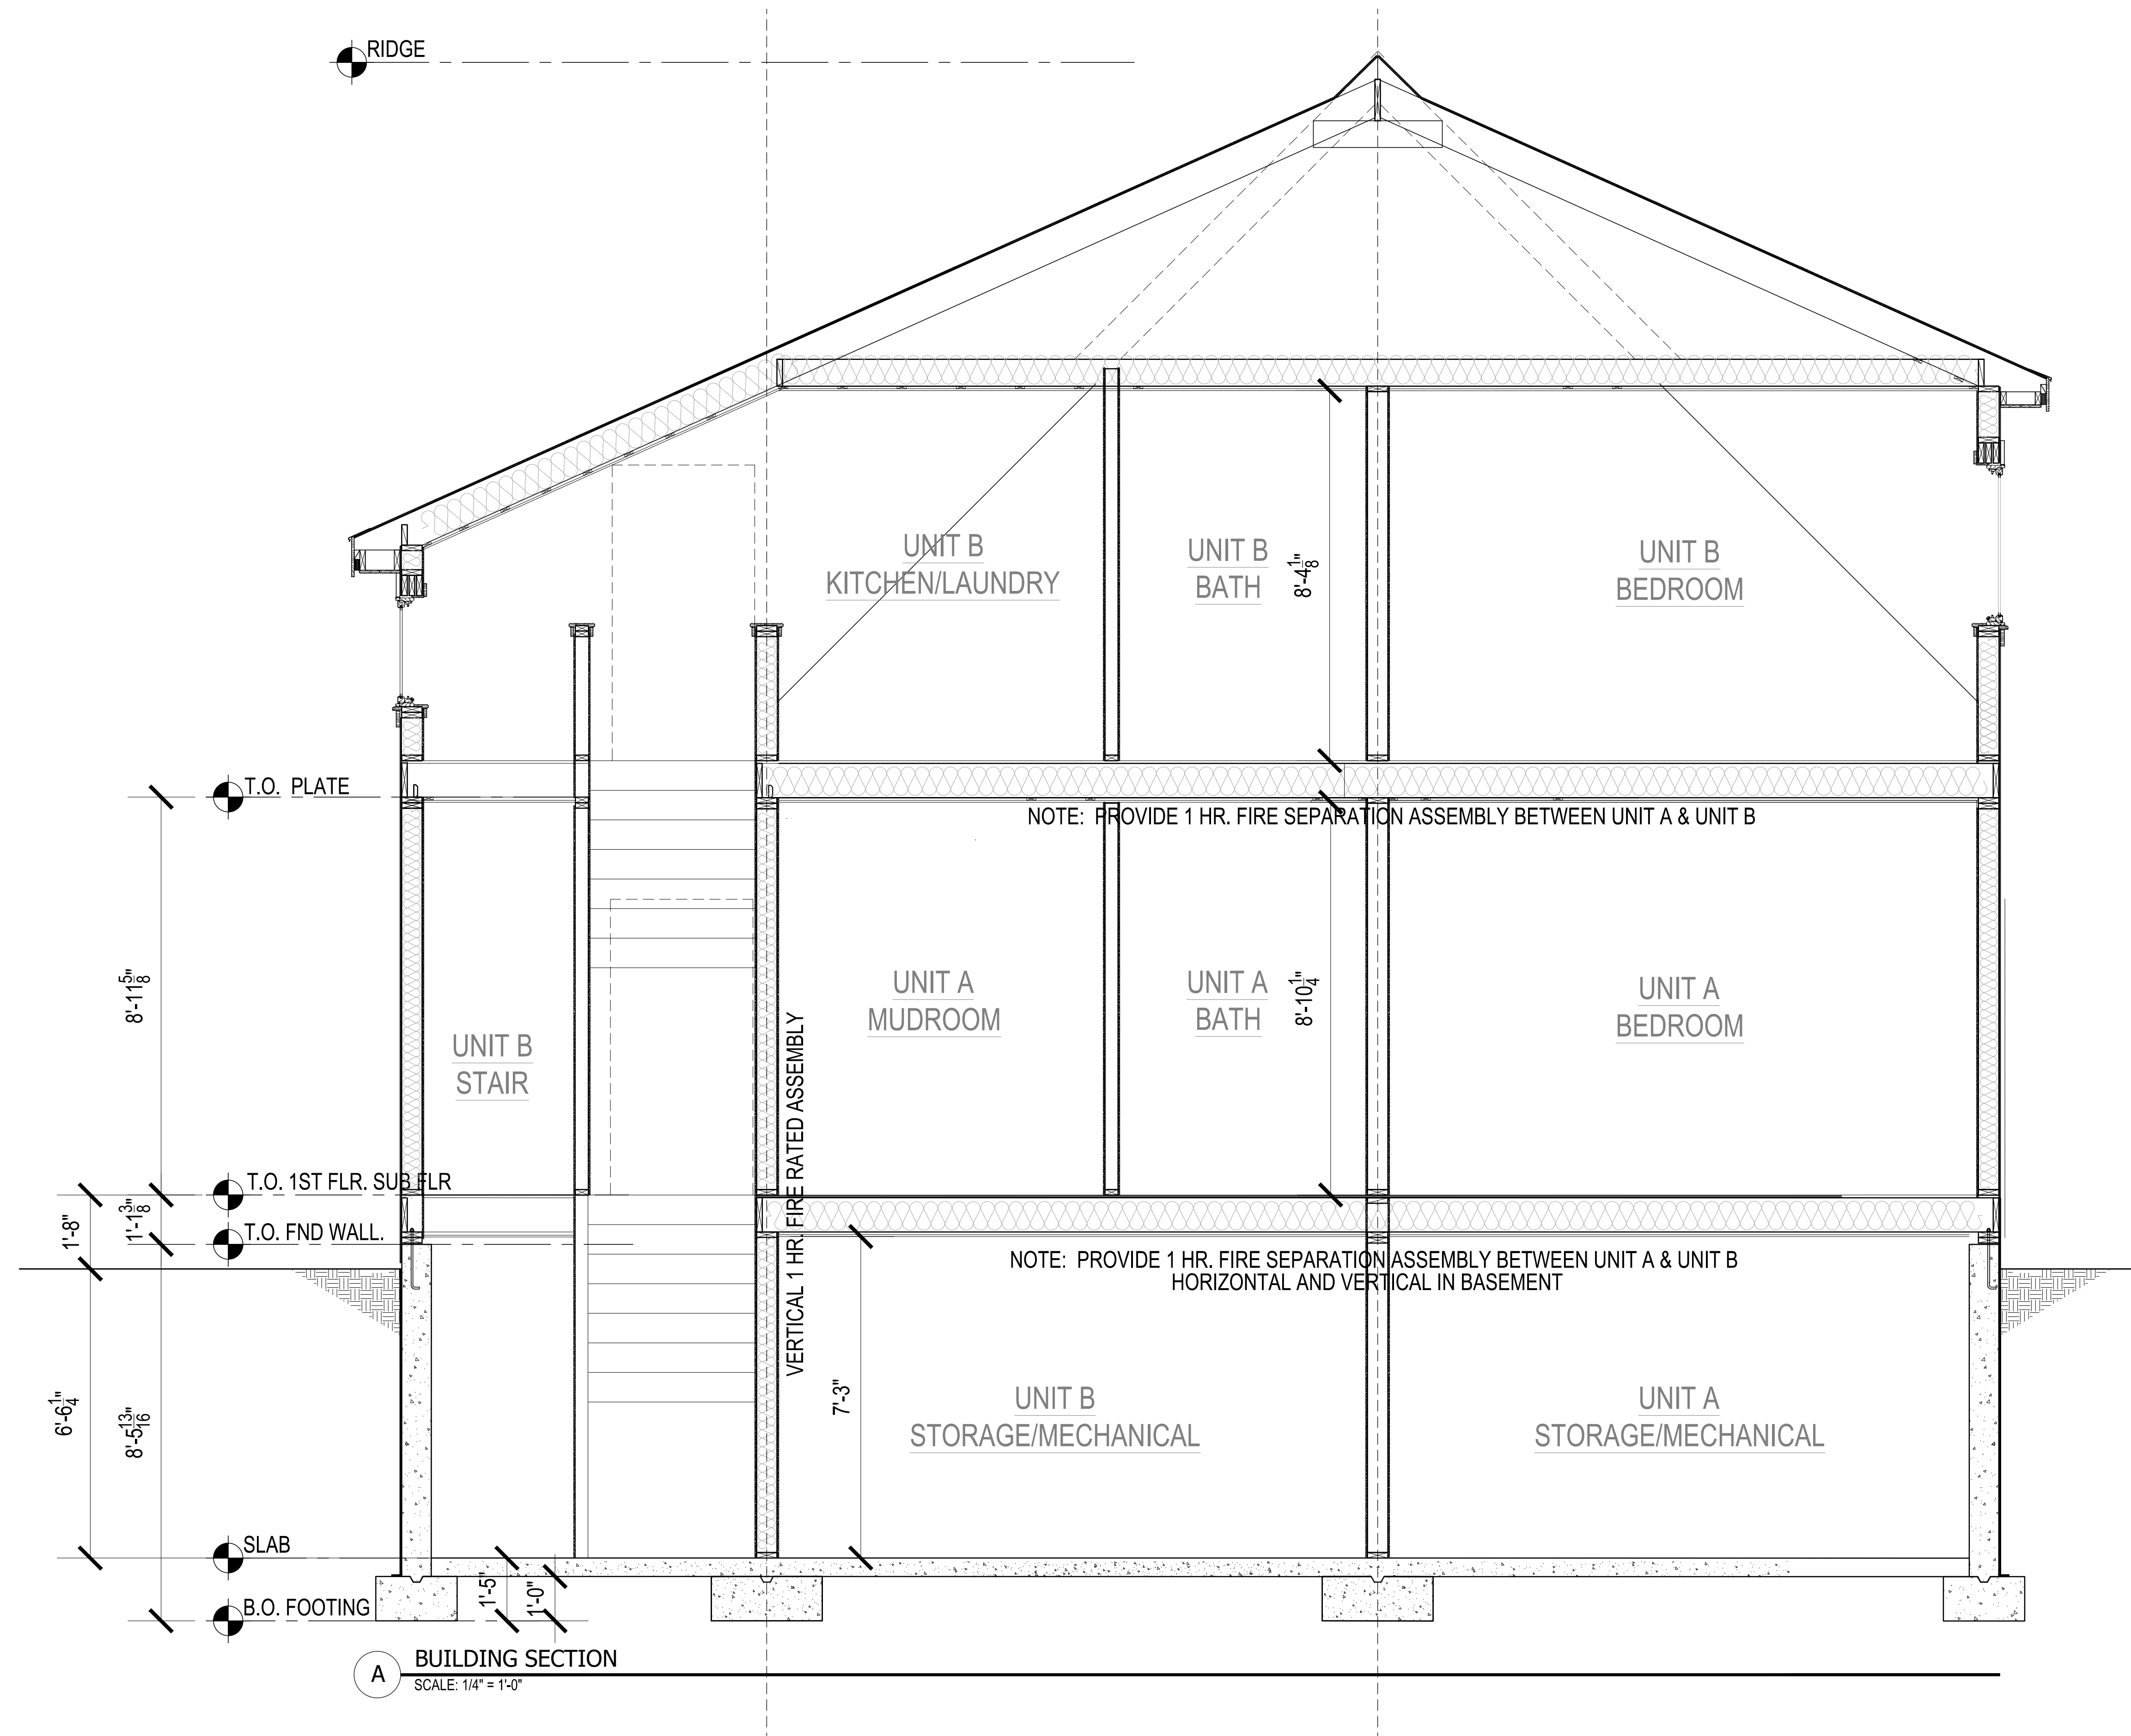 RIDGE
UNIT B
KITCHEN/LAUNDRY
UNIT B
BATH
8'-4 1/8"
UNIT B
BEDROOM
T.O. PLATE
NOTE: PROVIDE 1 HR. FIRE SEPARATION ASSEMBLY BETWEEN UNIT A & UNIT B
8'-11 5/8"
UNIT B
STAIR
UNIT A
MUDROOM
UNIT A
BATH
8'-10 1/4"
UNIT A
BEDROOM
VERTICAL 1 HR. FIRE RATED ASSEMBLY
T.O. 1ST FLR. SUB FLR
1'-8"
1'-1 3/8"
T.O. FND WALL.
NOTE: PROVIDE 1 HR. FIRE SEPARATION ASSEMBLY BETWEEN UNIT A & UNIT B
HORIZONTAL AND VERTICAL IN BASEMENT
6'-6 1/4"
8'-5 13/16"
7'-3"
UNIT B
STORAGE/MECHANICAL
UNIT A
STORAGE/MECHANICAL
SLAB
1'-5"
1'-0"
B.O. FOOTING
A
BUILDING SECTION
SCALE: 1/4" = 1'-0"